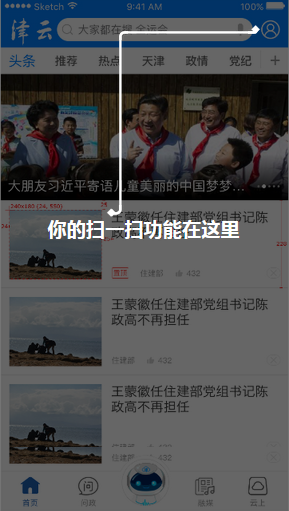 Sketch
9:41 AM
100%
津云
大家都在搜 全运会
头条 推荐 热点 天津 政情 党纪 +
大朋友习近平寄语儿童美丽的中国梦梦...
你的扫一扫功能在这里
王蒙徽任住建部党组书记陈
政高不再担任
置顶 住建部 432
王蒙徽任住建部党组书记陈
政高不再担任
住建部 432
王蒙徽任住建部党组书记陈
政高不再担任
住建部 432
首页 问政 云上